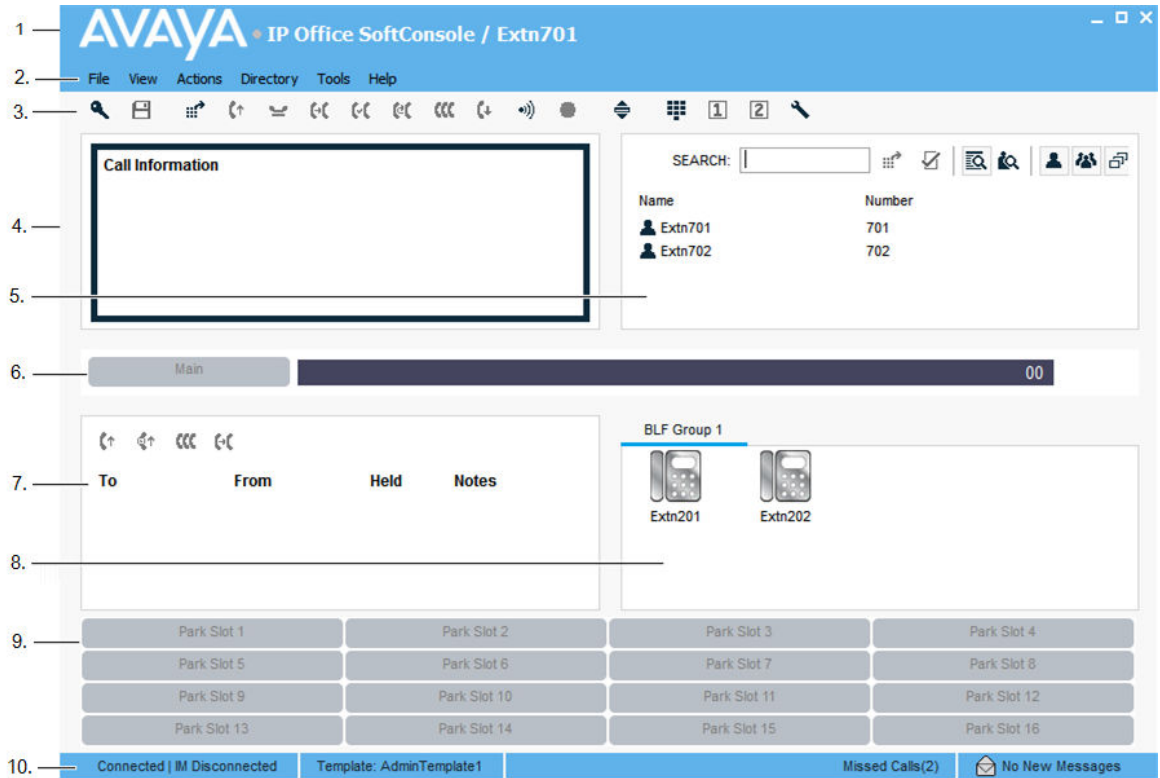 1
AVAYA • IP Office SoftConsole / Extn701
2. File View Actions Directory Tools Help
3. 1 2
Call Information
SEARCH:
Name Number
4. Extn701 701
Extn702 702
5.
6. Main 00
BLF Group 1
7. To From Held Notes
Extn201 Extn202
8.
9. Park Slot 1 Park Slot 2 Park Slot 3 Park Slot 4
Park Slot 5 Park Slot 6 Park Slot 7 Park Slot 8
Park Slot 9 Park Slot 10 Park Slot 11 Park Slot 12
Park Slot 13 Park Slot 14 Park Slot 15 Park Slot 16
10. Connected | IM Disconnected Template: AdminTemplate1 Missed Calls(2) No New Messages